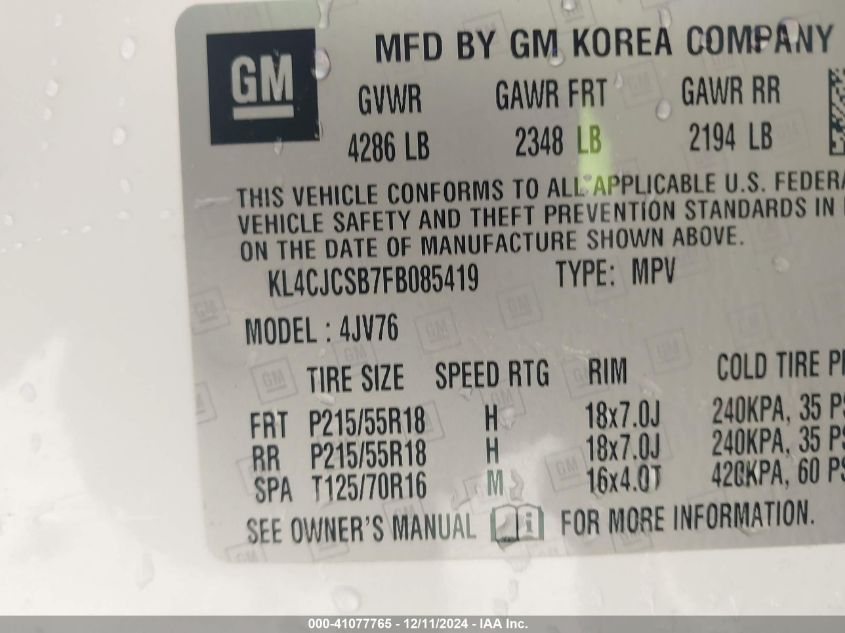 GM
MFD BY GM KOREA COMPANY
GVWR GAWR FRT GAWR RR
4286 LB 2348 LB 2194 LB
THIS VEHICLE CONFORMS TO ALL APPLICABLE U.S. FEDERA
VEHICLE SAFETY AND THEFT PREVENTION STANDARDS IN
ON THE DATE OF MANUFACTURE SHOWN ABOVE.
KL4CJCSB7FB085419 TYPE: MPV
MODEL : 4JV76
TIRE SIZE SPEED RTG RIM COLD TIRE P
FRT P215/55R18 H 18x7.0J 240KPA, 35 PS
RR P215/55R18 H 18x7.0J 240KPA, 35 PS
SPA T125/70R16 M 16x4.0T 420KPA, 60 PS
SEE OWNER'S MANUAL i FOR MORE INFORMATION.
000-41077765 - 12/11/2024 - IAA Inc.